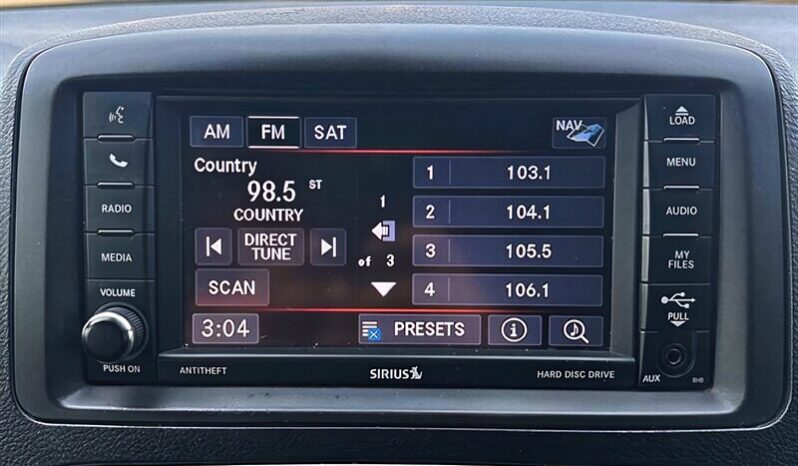 LOAD
AM FM SAT NAV
Country
98.5 ST
COUNTRY
DIRECT
TUNE
SCAN
3:04
1
of 3
1 103.1
2 104.1
3 105.5
4 106.1
PRESETS
RADIO
MEDIA
VOLUME
PUSH ON
MENU
AUDIO
MY
FILES
PULL
AUX
ANTITHEFT
SIRIUS
HARD DISC DRIVE